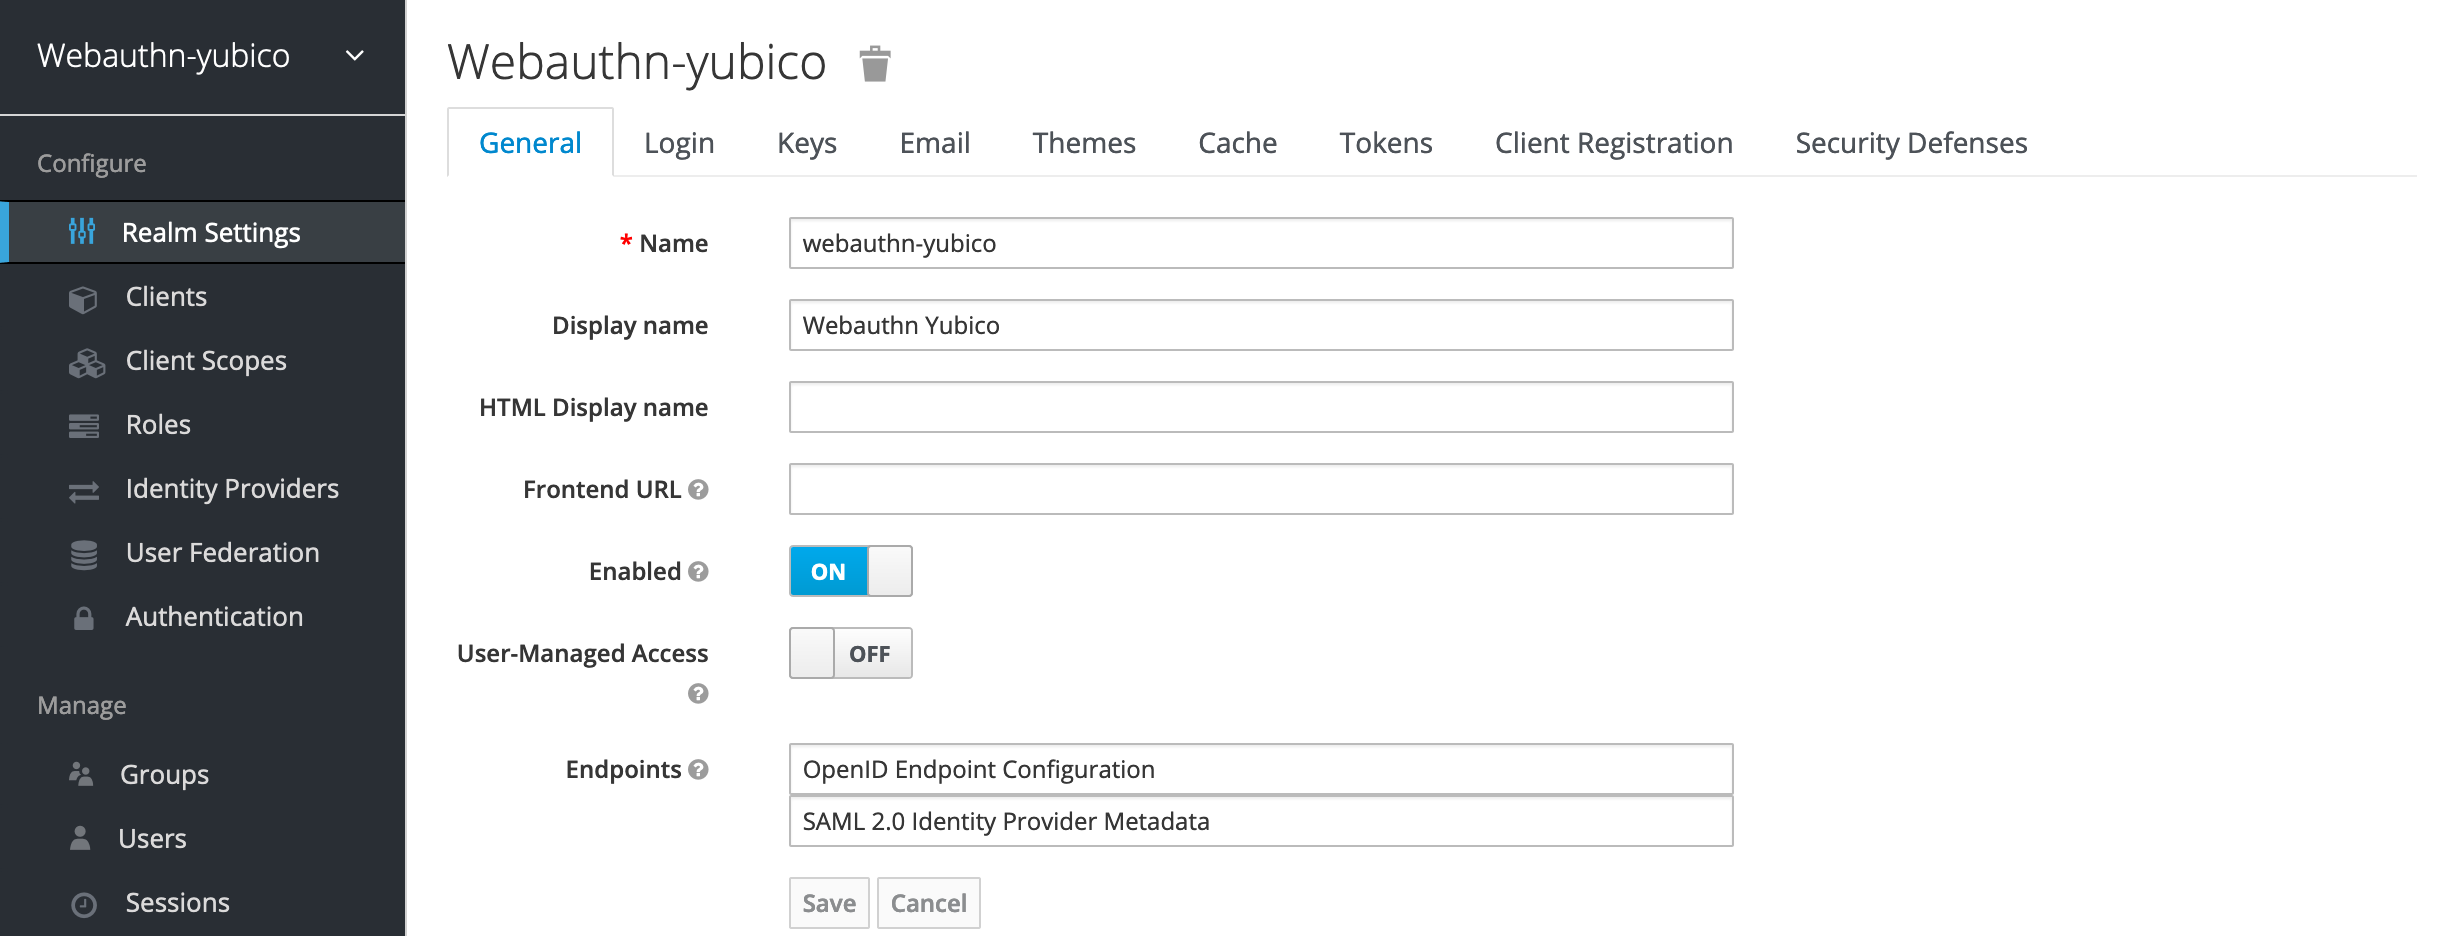 Webauthn-yubico
Configure
Realm Settings
Clients
Client Scopes
Roles
Identity Providers
User Federation
Authentication
Manage
Groups
Users
Sessions
Webauthn-yubico
General Login Keys Email Themes Cache Tokens Client Registration Security Defenses
* Name webauthn-yubico
Display name Webauthn Yubico
HTML Display name
Frontend URL
Enabled ON
User-Managed Access OFF
Endpoints OpenID Endpoint Configuration
SAML 2.0 Identity Provider Metadata
Save Cancel